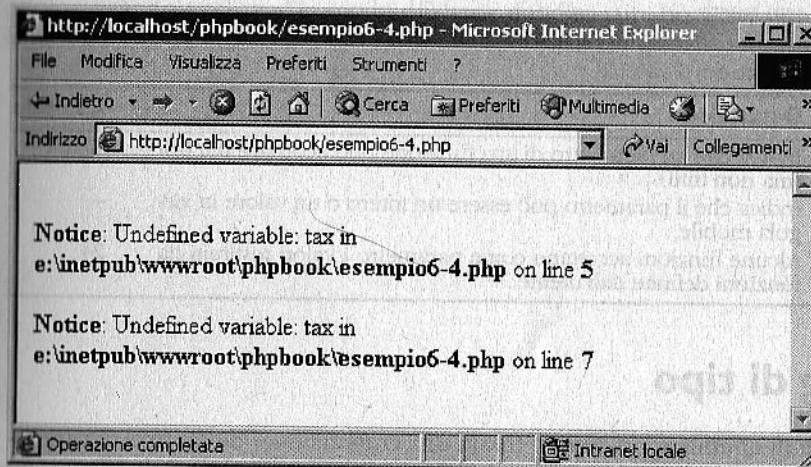 http://localhost/phpbook/esempio6-4.php - Microsoft Internet Explorer
File Modifica Visualizza Preferiti Strumenti ?
Indietro Cerca Preferiti Multimedia »
Indirizzo http://localhost/phpbook/esempio6-4.php Vai Collegamenti »
Notice: Undefined variable: tax in
e:\inetpub\wwwroot\phpbook\esempio6-4.php on line 5
Notice: Undefined variable: tax in
e:\inetpub\wwwroot\phpbook\esempio6-4.php on line 7
di tipo
Operazione completata Intranet locale